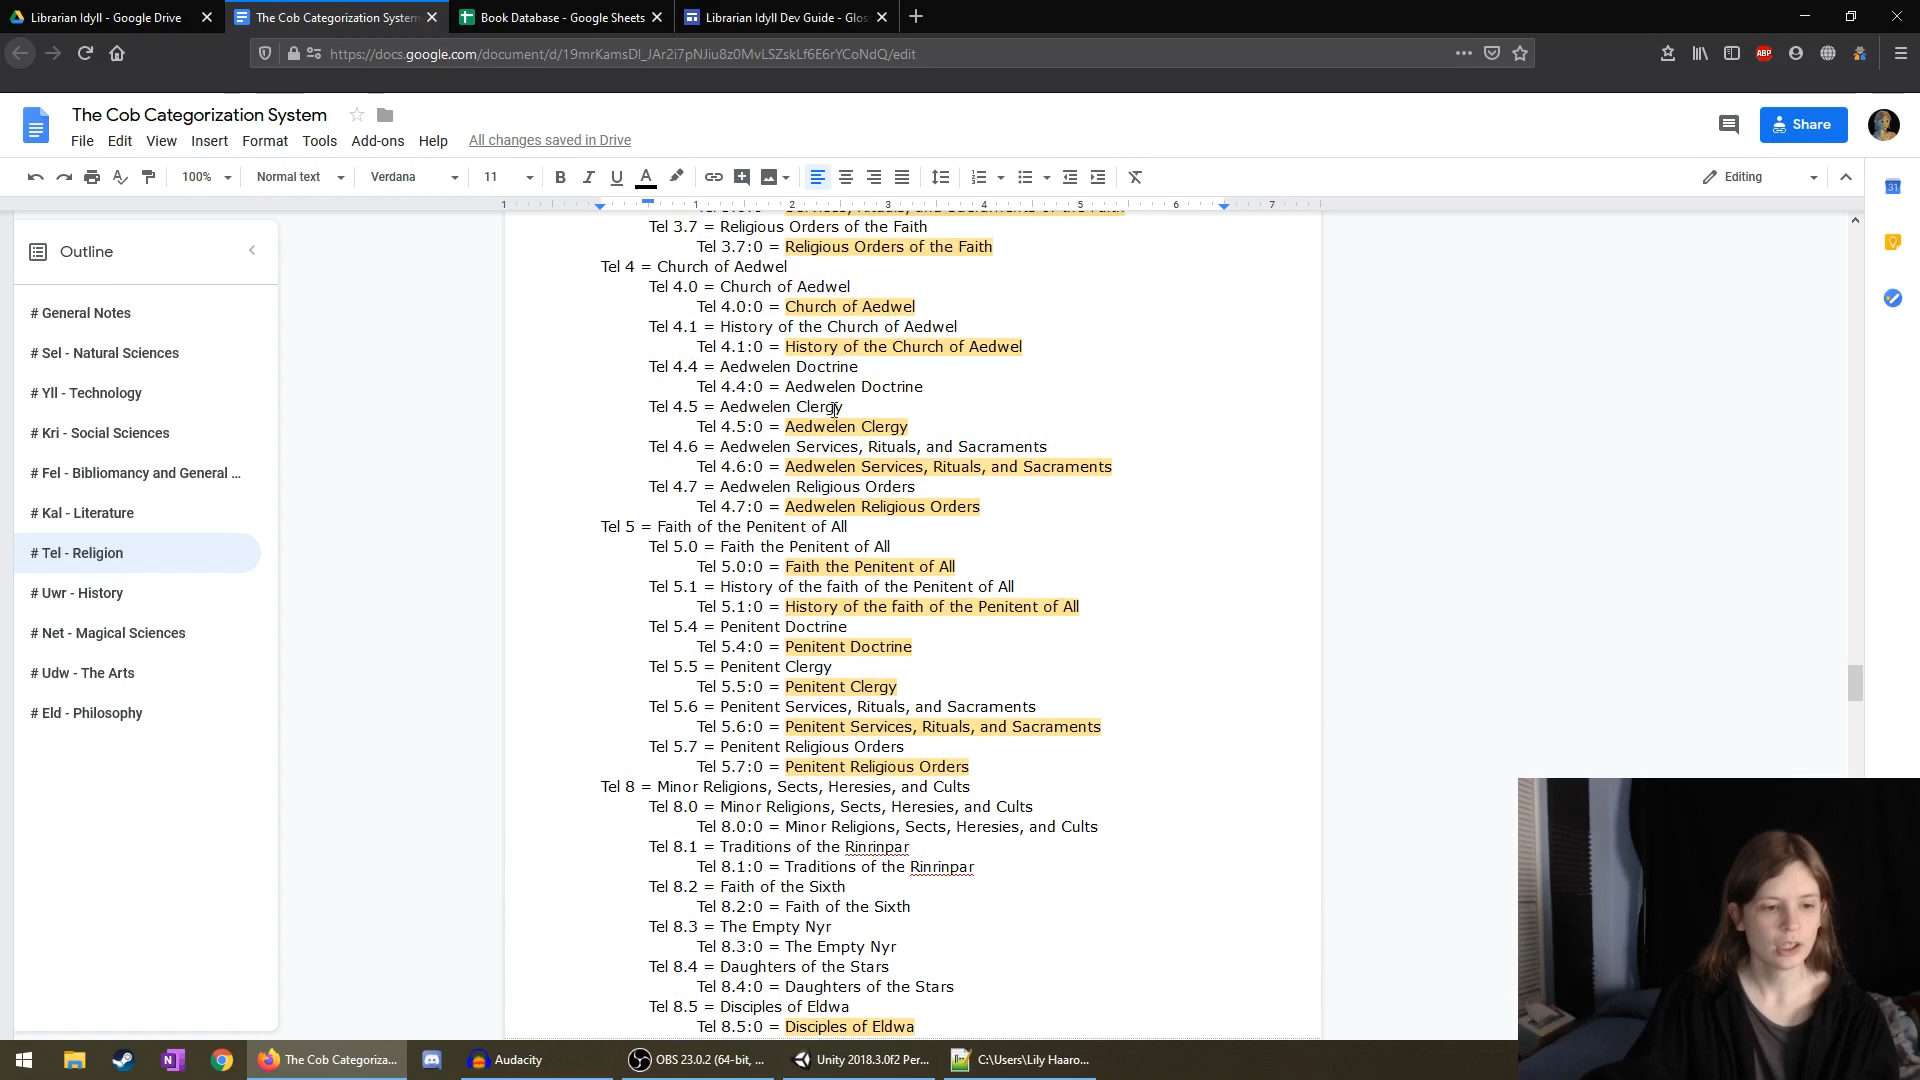 Librarian Idyll - Google Drive
The Cob Categorization System
Book Database - Google Sheets
Librarian Idyll Dev Guide - Glos
https://docs.google.com/document/d/19mrKamsDl_JAr2i7pNJiu8z0MvLSZskLf6E6rYCoNdQ/edit
ABP
The Cob Categorization System
Share
File Edit View Insert Format Tools Add-ons Help All changes saved in Drive
100% Normal text Verdana 11 B I U A Editing
1 1 2 3 4 5 6 7
31
Outline
# General Notes
# Sel - Natural Sciences
# Yll - Technology
# Kri - Social Sciences
# Fel - Bibliomancy and General ...
# Kal - Literature
# Tel - Religion
# Uwr - History
# Net - Magical Sciences
# Udw - The Arts
# Eld - Philosophy
Tel 3.7 = Religious Orders of the Faith
Tel 3.7:0 = Religious Orders of the Faith
Tel 4 = Church of Aedwel
Tel 4.0 = Church of Aedwel
Tel 4.0:0 = Church of Aedwel
Tel 4.1 = History of the Church of Aedwel
Tel 4.1:0 = History of the Church of Aedwel
Tel 4.4 = Aedwelen Doctrine
Tel 4.4:0 = Aedwelen Doctrine
Tel 4.5 = Aedwelen Clergy
Tel 4.5:0 = Aedwelen Clergy
Tel 4.6 = Aedwelen Services, Rituals, and Sacraments
Tel 4.6:0 = Aedwelen Services, Rituals, and Sacraments
Tel 4.7 = Aedwelen Religious Orders
Tel 4.7:0 = Aedwelen Religious Orders
Tel 5 = Faith of the Penitent of All
Tel 5.0 = Faith the Penitent of All
Tel 5.0:0 = Faith the Penitent of All
Tel 5.1 = History of the faith of the Penitent of All
Tel 5.1:0 = History of the faith of the Penitent of All
Tel 5.4 = Penitent Doctrine
Tel 5.4:0 = Penitent Doctrine
Tel 5.5 = Penitent Clergy
Tel 5.5:0 = Penitent Clergy
Tel 5.6 = Penitent Services, Rituals, and Sacraments
Tel 5.6:0 = Penitent Services, Rituals, and Sacraments
Tel 5.7 = Penitent Religious Orders
Tel 5.7:0 = Penitent Religious Orders
Tel 8 = Minor Religions, Sects, Heresies, and Cults
Tel 8.0 = Minor Religions, Sects, Heresies, and Cults
Tel 8.0:0 = Minor Religions, Sects, Heresies, and Cults
Tel 8.1 = Traditions of the Rinrinpar
Tel 8.1:0 = Traditions of the Rinrinpar
Tel 8.2 = Faith of the Sixth
Tel 8.2:0 = Faith of the Sixth
Tel 8.3 = The Empty Nyr
Tel 8.3:0 = The Empty Nyr
Tel 8.4 = Daughters of the Stars
Tel 8.4:0 = Daughters of the Stars
Tel 8.5 = Disciples of Eldwa
Tel 8.5:0 = Disciples of Eldwa
The Cob Categoriza...
Audacity
OBS 23.0.2 (64-bit, ...
Unity 2018.3.0f2 Per...
C:\Users\Lily Haaro...